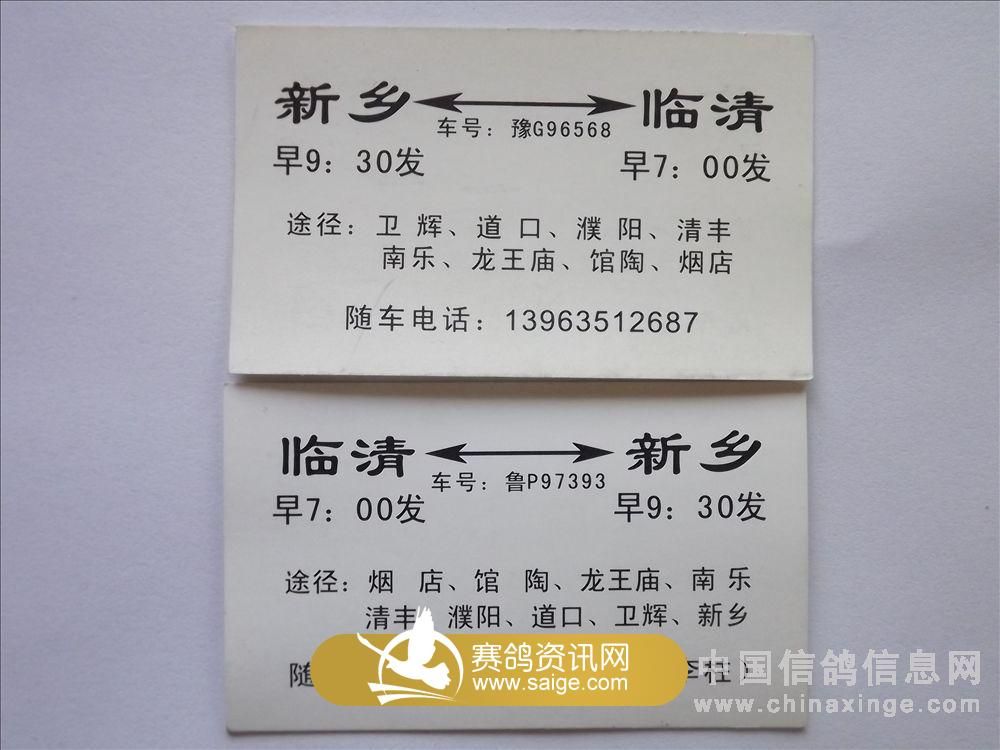 新乡 临清
车号：豫G96568
早9：30发 早7：00发
途径：卫辉、道口、濮阳、清丰
南乐、龙王庙、馆陶、烟店
随车电话：13963512687
临清 新乡
车号：鲁P97393
早7：00发 早9：30发
途径：烟店、馆陶、龙王庙、南乐
清丰、濮阳、道口、卫辉、新乡
随
赛鸽资讯网
www.saige.com
中国信鸽信息网
www.chinaxinge.com